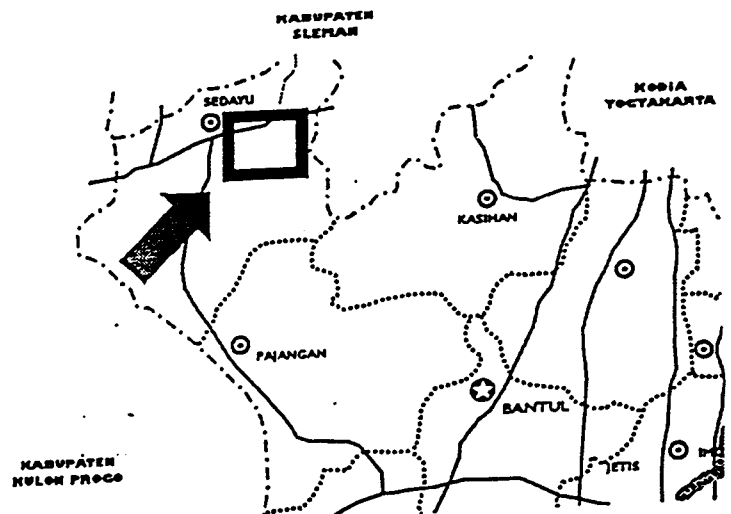 KABUPATEN
SLEMAN
KODIA
YOGYAKARTA
SEDAYU
KASIHAN
PAJANGAN
BANTUL
JETIS
KABUPATEN
KULON PROGO